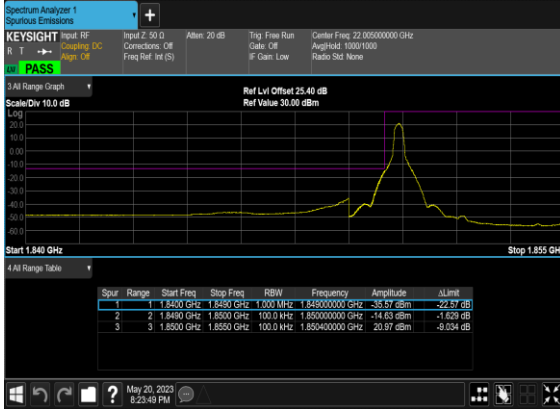 Spectrum Analyzer 1
Spurious Emissions
+
KEYSIGHT Input: RF Input Z: 50 Ω Atten: 20 dB Trig: Free Run Center Freq: 22.005000000 GHz
R T Coupling: DC Corrections: Off Gate: Off Avg|Hold: 1000/1000
Align: Off Freq Ref: Int (S) IF Gain: Low Radio Std: None
PASS
3 All Range Graph
Ref Lvl Offset 25.40 dB
Scale/Div 10.0 dB Ref Value 30.00 dBm
Log
20.0
10.0
0.00
-10.0
-20.0
-30.0
-40.0
-50.0
-60.0
Start 1.840 GHz Stop 1.855 GH
4 All Range Table
Spur Range Start Freq Stop Freq RBW Frequency Amplitude ΔLimit
1 1 1.8400 GHz 1.8490 GHz 1.000 MHz 1.849000000 GHz -35.57 dBm -22.57 dB
2 2 1.8490 GHz 1.8500 GHz 100.0 kHz 1.850000000 GHz -14.63 dBm -1.629 dB
3 3 1.8500 GHz 1.8550 GHz 100.0 kHz 1.850400000 GHz 20.97 dBm -9.034 dB
? May 20, 2023
8:23:49 PM